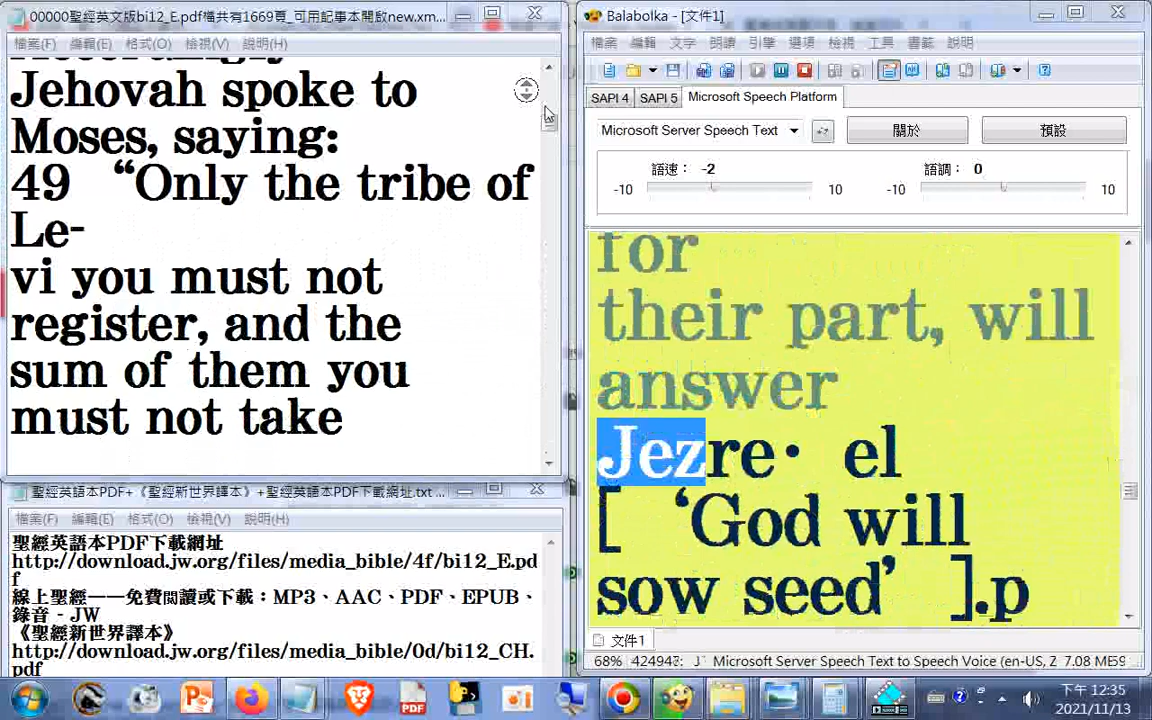 00000聖經英文版bi12_E.pdf檔共有1669頁_可用記事本開啟new.xm...
檔案(F) 編輯(E) 格式(O) 檢視(V) 說明(H)
Accordingly
Jehovah spoke to
Moses, saying:
49 “Only the tribe of
Le-
vi you must not
register, and the
sum of them you
must not take
聖經英語本PDF+《聖經新世界譯本》+聖經英語本PDF下載網址.txt ...
檔案(F) 編輯(E) 格式(O) 檢視(V) 說明(H)
聖經英語本PDF下載網址
http://download.jw.org/files/media_bible/4f/bi12_E.pd
f
線上聖經——免費閱讀或下載：MP3、AAC、PDF、EPUB、
錄音 - JW
《聖經新世界譯本》
http://download.jw.org/files/media_bible/0d/bi12_CH.
pdf
Balabolka - [文件1]
檔案 編輯 文字 朗讀 引擎 選項 檢視 工具 書籤 說明
SAPI 4 SAPI 5 Microsoft Speech Platform
Microsoft Server Speech Text 關於 預設
語速： -2 語調： 0
-10 10 -10 10
for
their part, will
answer
Jezre· el
[ ‘God will
sow seed’ ].p
文件1
68% Microsoft Server Speech Text to Speech Voice (en-US, Z 7.08 ME
PDF
下午 12:35
2021/11/13